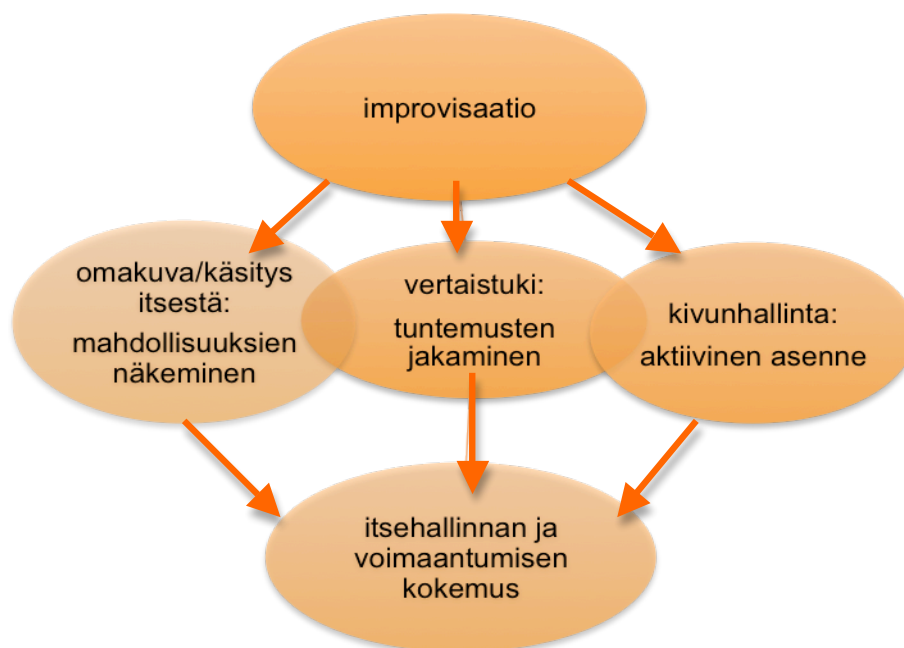 improvisaatio
omakuva/käsitys
itsestä:
mahdollisuuksien
näkeminen
vertaistuki:
tuntemusten
jakaminen
kivunhallinta:
aktiivinen asenne
itsehallinnan ja
voimaantumisen
kokemus